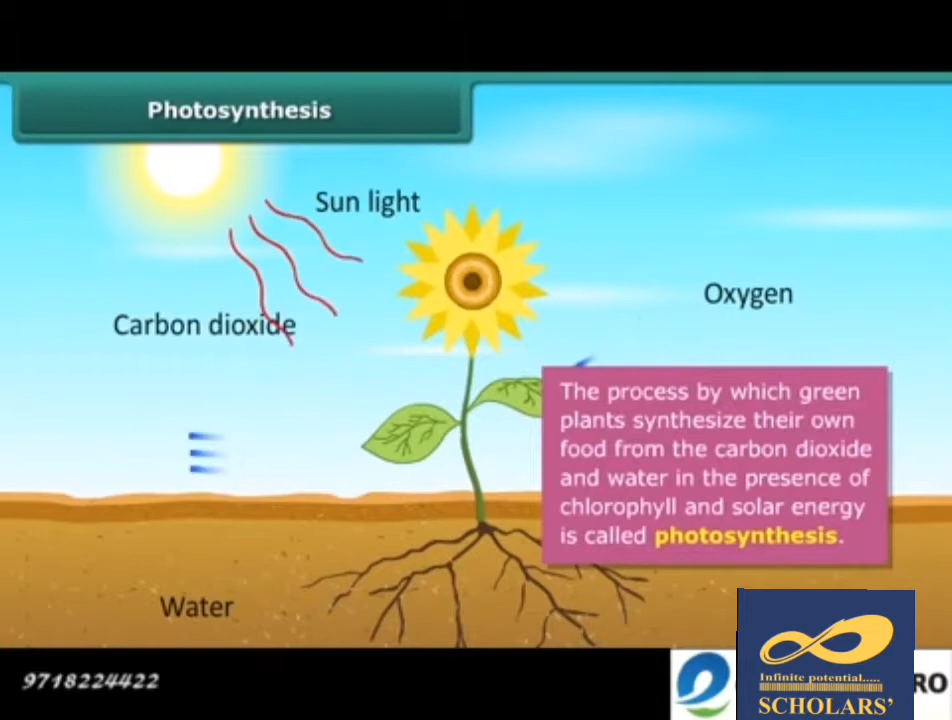 Photosynthesis
Sun light
Oxygen
Carbon dioxide
The process by which green
plants synthesize their own
food from the carbon dioxide
and water in the presence of
chlorophyll and solar energy
is called photosynthesis.
Water
9718224422
Infinite potential.....
SCHOLARS'
RO